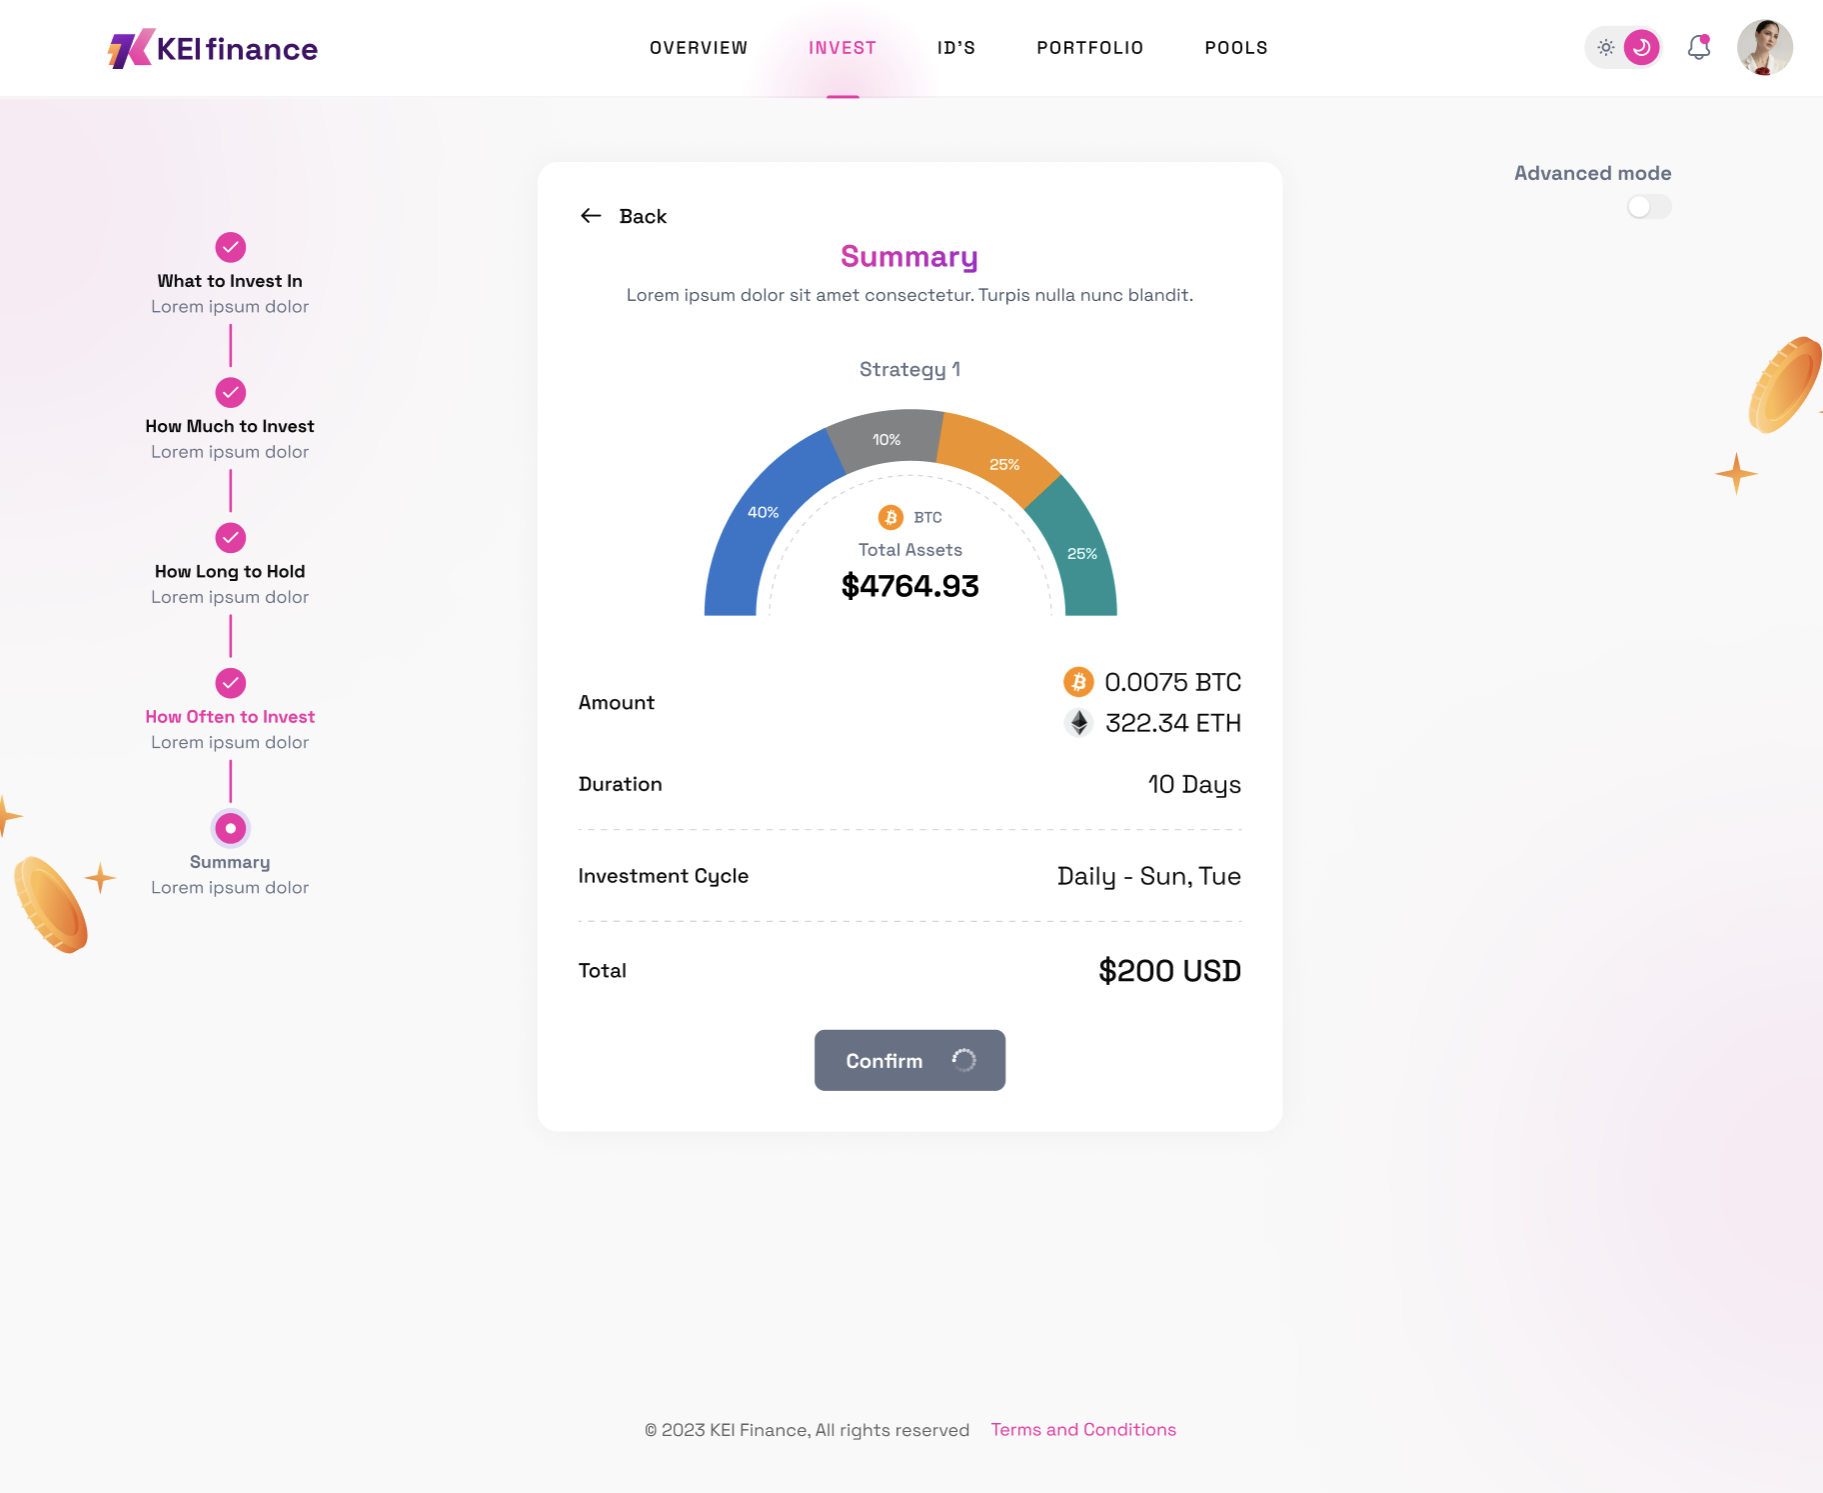 KEI finance
OVERVIEW
INVEST
ID'S
PORTFOLIO
POOLS
Advanced mode
What to Invest In
Lorem ipsum dolor
How Much to Invest
Lorem ipsum dolor
How Long to Hold
Lorem ipsum dolor
How Often to Invest
Lorem ipsum dolor
Summary
Lorem ipsum dolor
Back
Summary
Lorem ipsum dolor sit amet consectetur. Turpis nulla nunc blandit.
Strategy 1
10%
25%
40%
25%
BTC
Total Assets
$4764.93
Amount
0.0075 BTC
322.34 ETH
Duration
10 Days
Investment Cycle
Daily - Sun, Tue
Total
$200 USD
Confirm
© 2023 KEI Finance, All rights reserved
Terms and Conditions